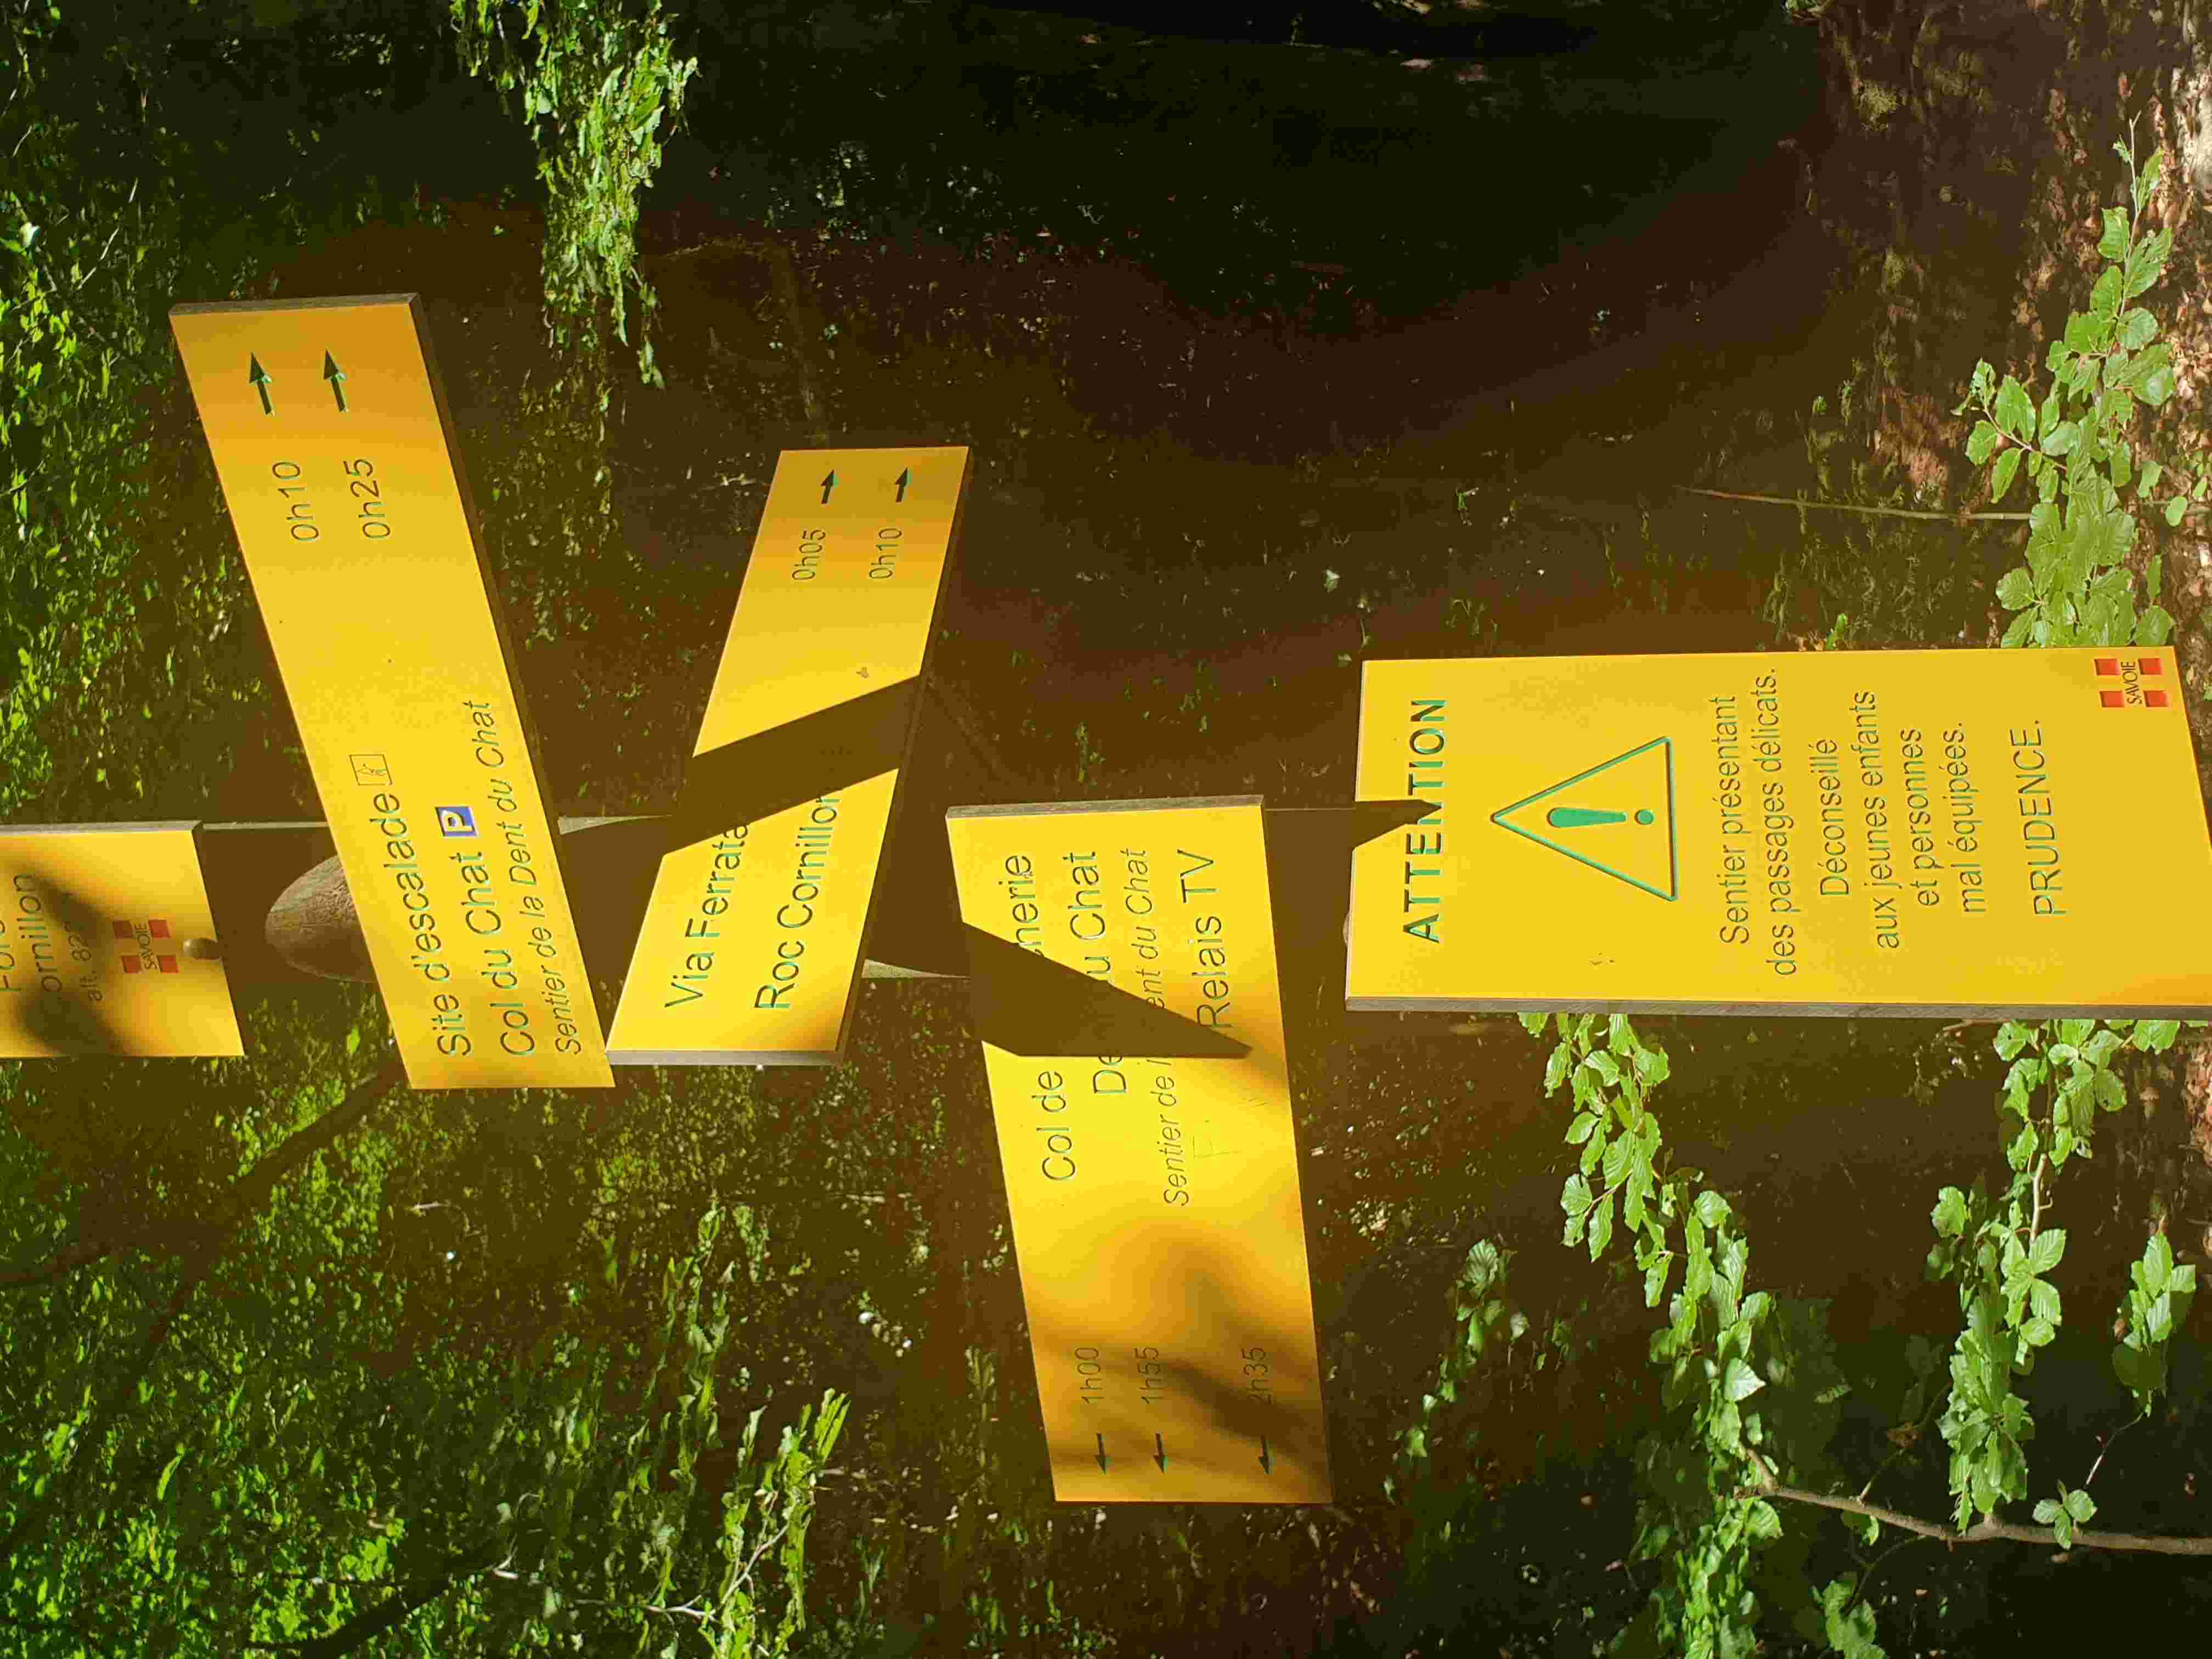 ornillon
alt. 82
SAVOIE
Site d'escalade 0h10
Col du Chat P 0h25
Sentier de la Dent du Chat
Via Ferrata 0h05
Roc Cornillon 0h10
1h00 Col de
1h55 Chat
Sentier de du Chat
2h35 Relais TV
ATTENTION
!
Sentier présentant
des passages délicats.
Déconseillé
aux jeunes enfants
et personnes
mal équipées.
PRUDENCE.
SAVOIE